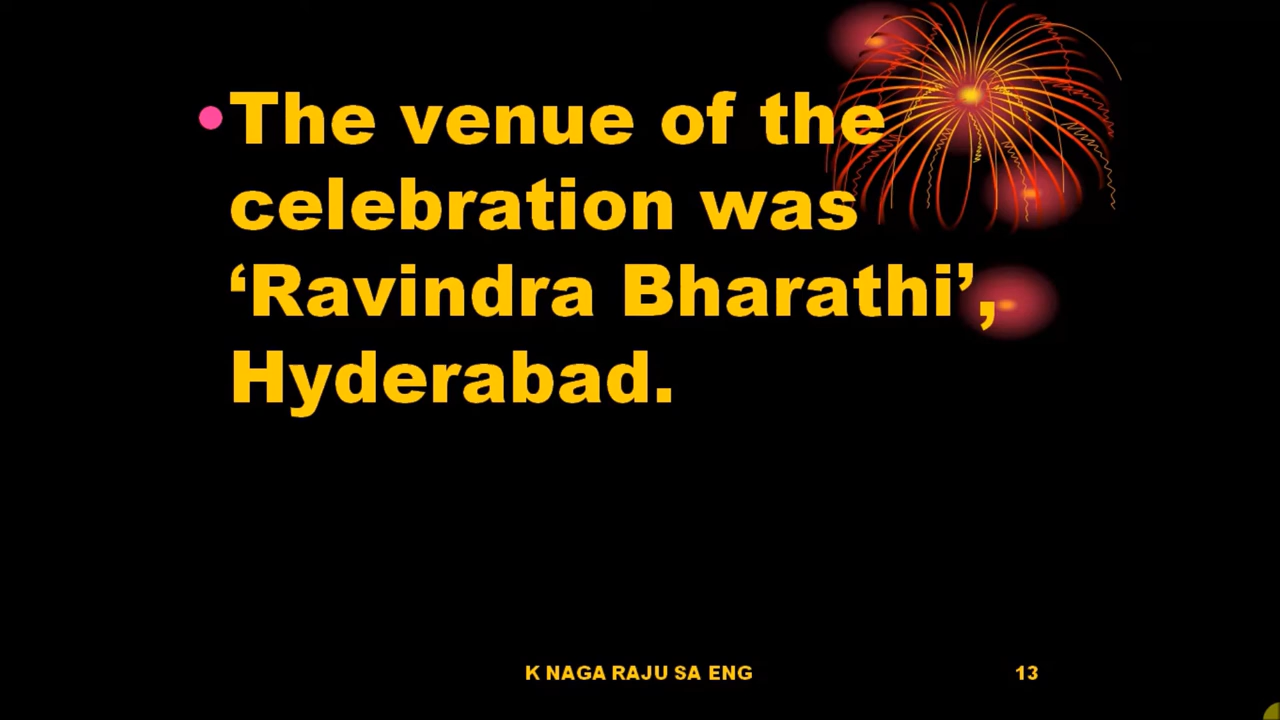 •The venue of the
celebration was
‘Ravindra Bharathi’,
Hyderabad.
K NAGA RAJU SA ENG
13